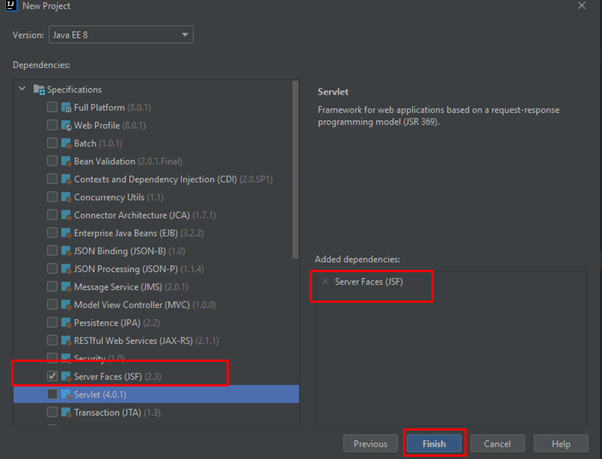 New Project
Version: Java EE 8
Dependencies:
Specifications
Full Platform (8.0.1)
Web Profile (8.0.1)
Batch (1.0.1)
Bean Validation (2.0.1.Final)
Contexts and Dependency Injection (CDI) (2.0.SP1)
Concurrency Utils (1.1)
Connector Architecture (JCA) (1.7.1)
Enterprise Java Beans (EJB) (3.2.2)
JSON Binding (JSON-B) (1.0)
JSON Processing (JSON-P) (1.1.4)
Message Service (JMS) (2.0.1)
Model View Controller (MVC) (1.0.0)
Persistence (JPA) (2.2)
RESTful Web Services (JAX-RS) (2.1.1)
Security (1.0)
Server Faces (JSF) (2.3)
Servlet (4.0.1)
Transaction (JTA) (1.3)
Servlet
Framework for web applications based on a request-response
programming model (JSR 369).
Added dependencies:
Server Faces (JSF)
Previous
Finish
Cancel
Help